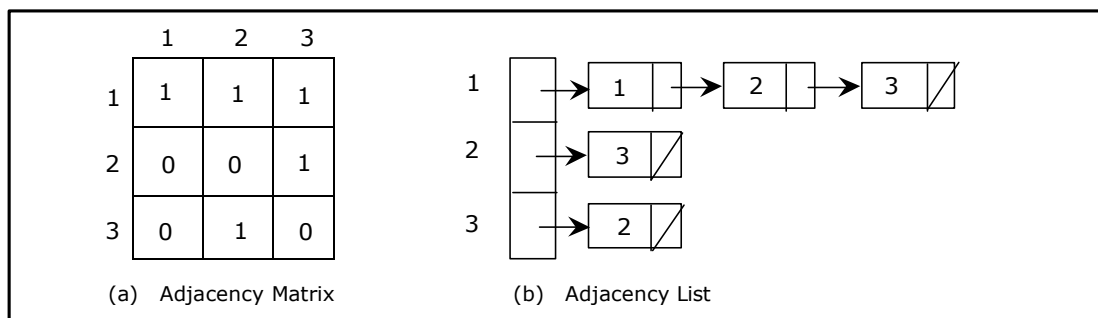 1 2 3
1 1 1 1
2 0 0 1
3 0 1 0
(a) Adjacency Matrix
1 1 2 3
2 3
3 2
(b) Adjacency List